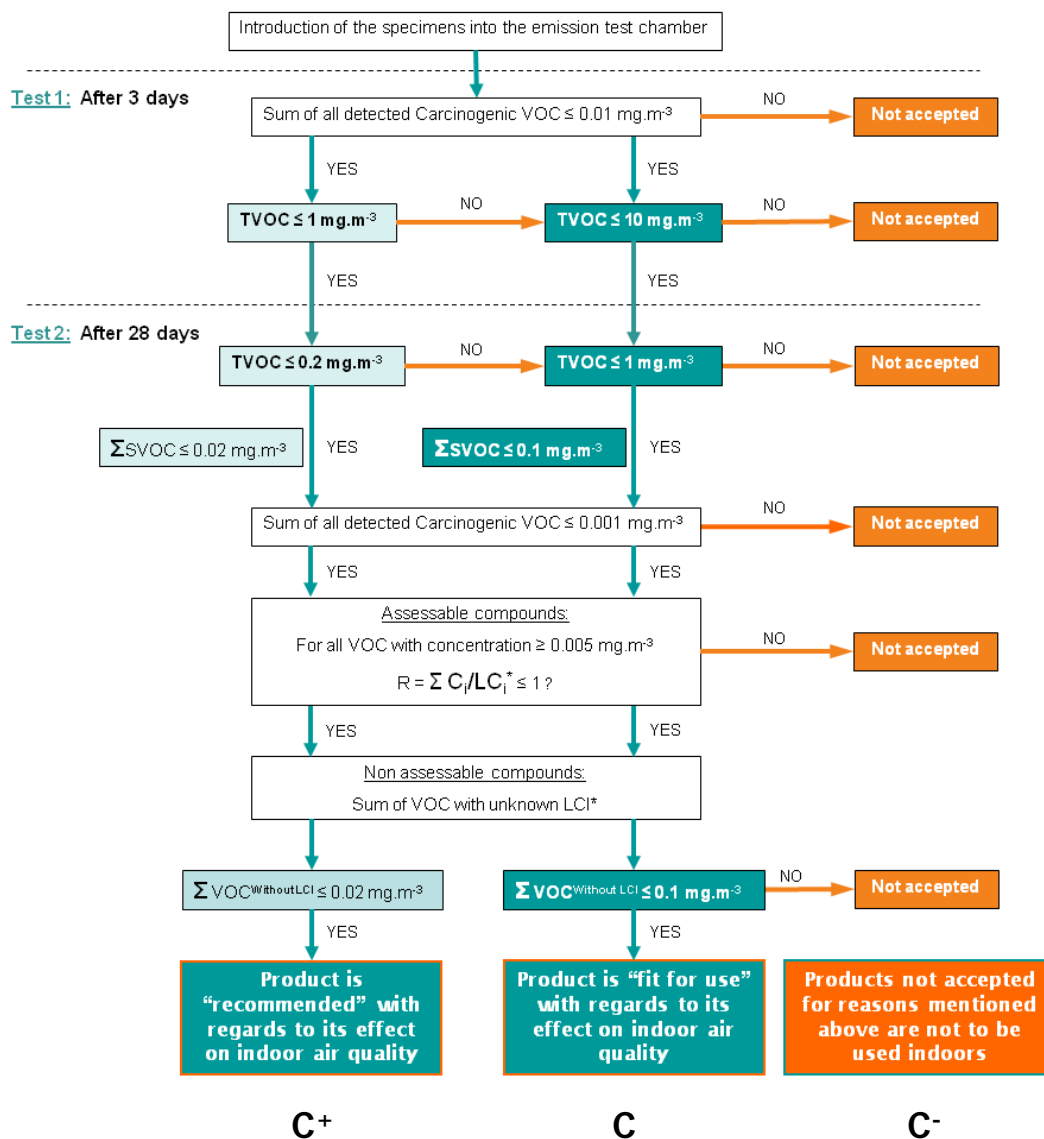 Introduction of the specimens into the emission test chamber
Test 1: After 3 days
Sum of all detected Carcinogenic VOC ≤ 0.01 mg.m⁻³
NO
Not accepted
YES
YES
TVOC ≤ 1 mg.m⁻³
NO
TVOC ≤ 10 mg.m⁻³
NO
Not accepted
YES
YES
Test 2: After 28 days
TVOC ≤ 0.2 mg.m⁻³
NO
TVOC ≤ 1 mg.m⁻³
NO
Not accepted
ΣSVOC ≤ 0.02 mg.m⁻³
YES
ΣSVOC ≤ 0.1 mg.m⁻³
YES
Sum of all detected Carcinogenic VOC ≤ 0.001 mg.m⁻³
NO
Not accepted
YES
YES
Assessable compounds:
For all VOC with concentration ≥ 0.005 mg.m⁻³
R = Σ Cᵢ/LCᵢ* ≤ 1 ?
NO
Not accepted
YES
YES
Non assessable compounds:
Sum of VOC with unknown LCI*
Σ VOC Without LCI ≤ 0.02 mg.m⁻³
Σ VOC Without LCI ≤ 0.1 mg.m⁻³
NO
Not accepted
YES
YES
Product is
"recommended" with
regards to its effect
on indoor air quality
Product is "fit for use"
with regards to its
effect on indoor air
quality
Products not accepted
for reasons mentioned
above are not to be
used indoors
C⁺
C
C⁻